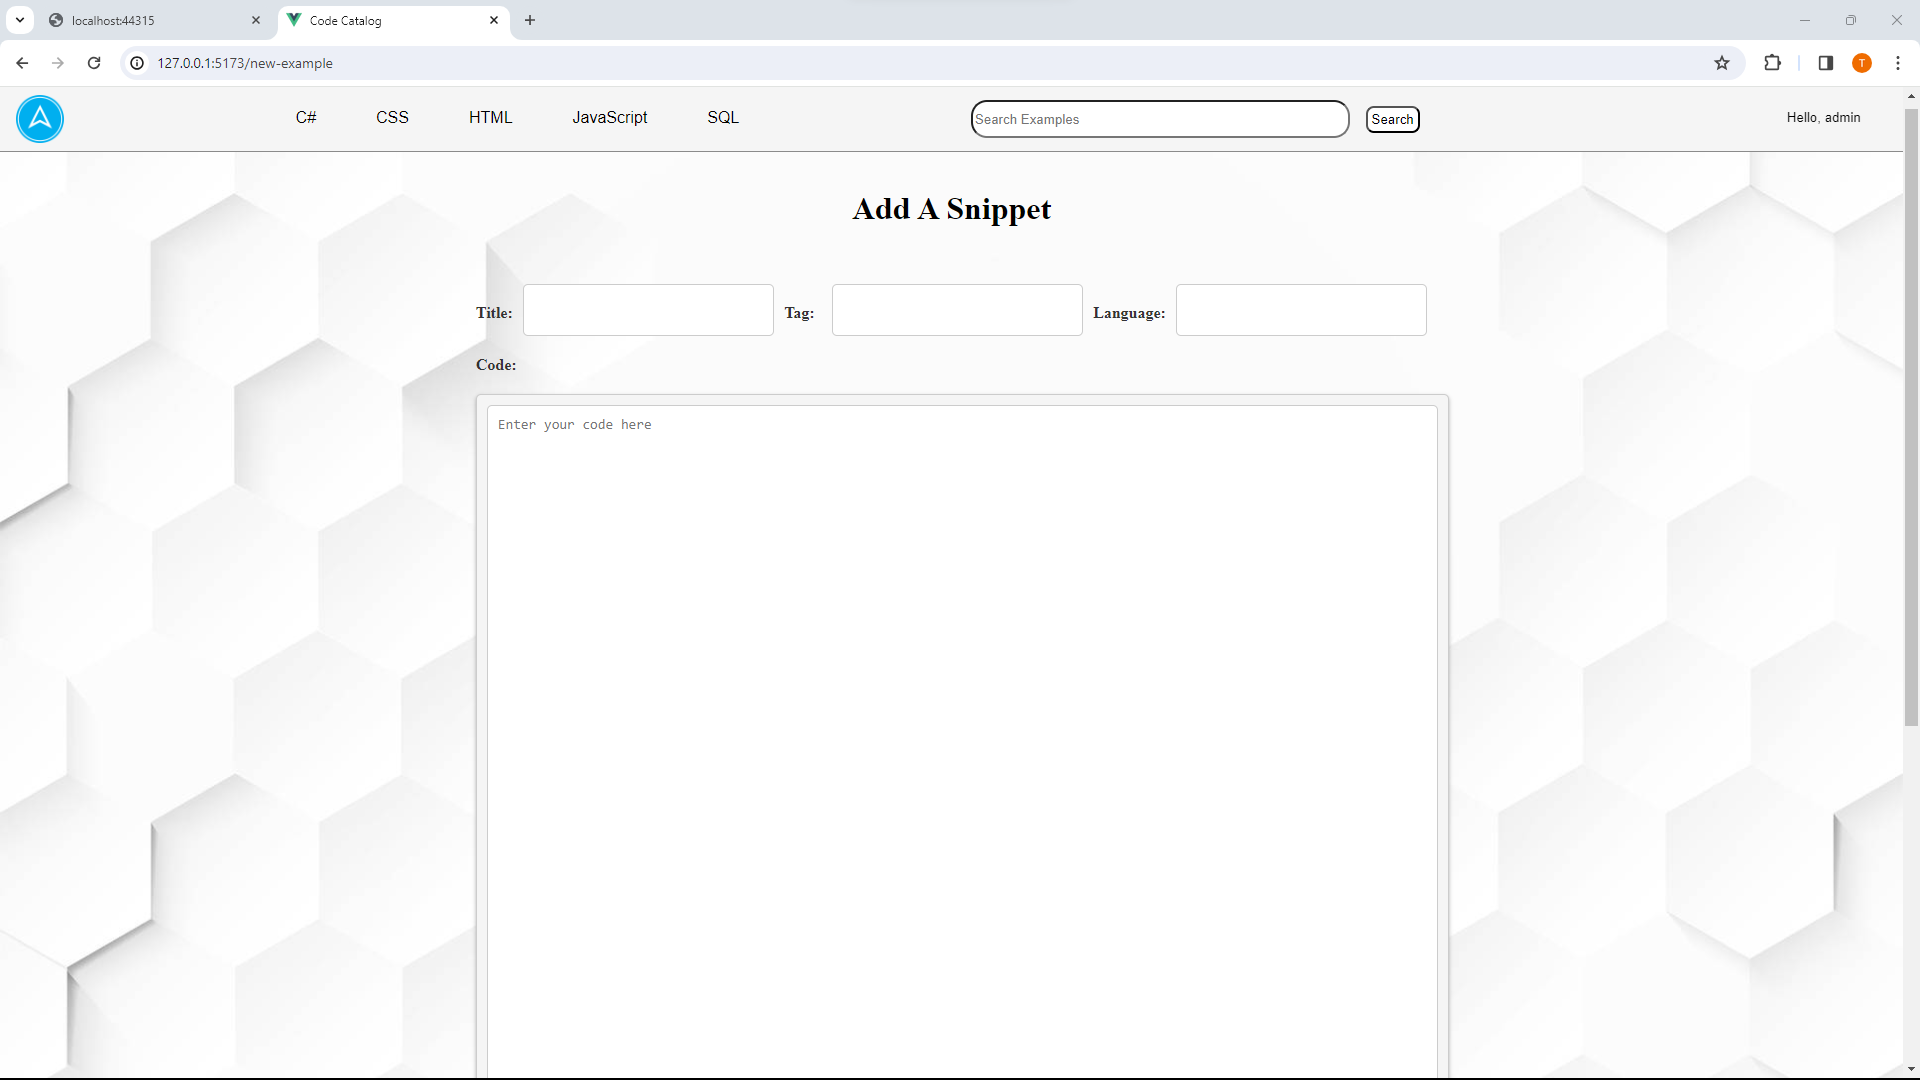 localhost:44315
Code Catalog
127.0.0.1:5173/new-example
T
C# CSS HTML JavaScript SQL Search Examples Search Hello, admin
Add A Snippet
Title: Tag: Language:
Code:
Enter your code here